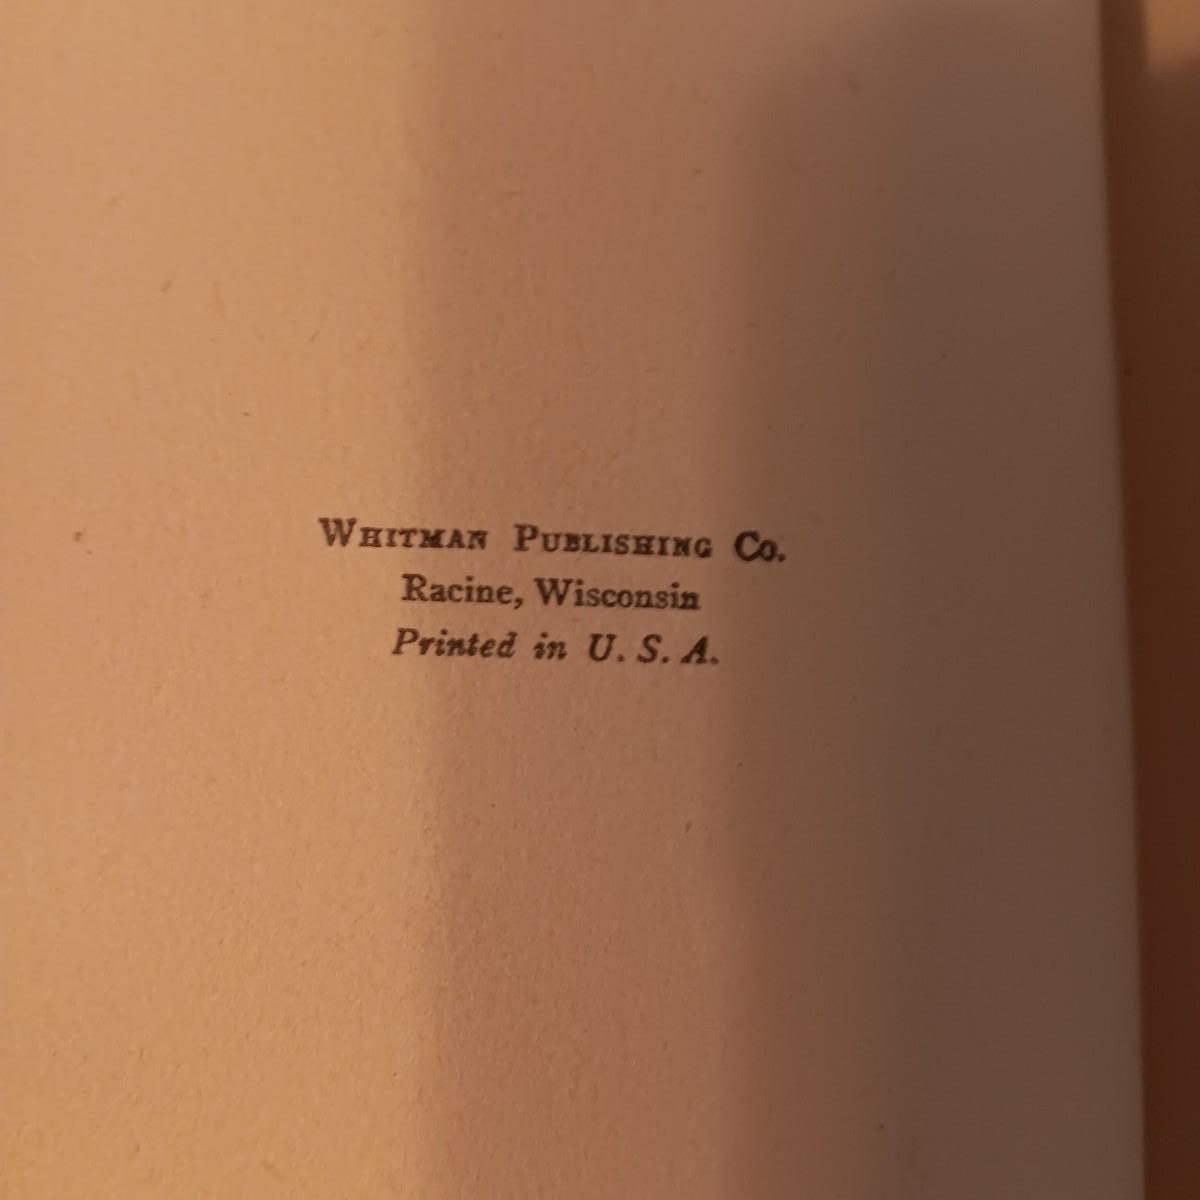 WHITMAN PUBLISHING CO.
Racine, Wisconsin
Printed in U. S. A.